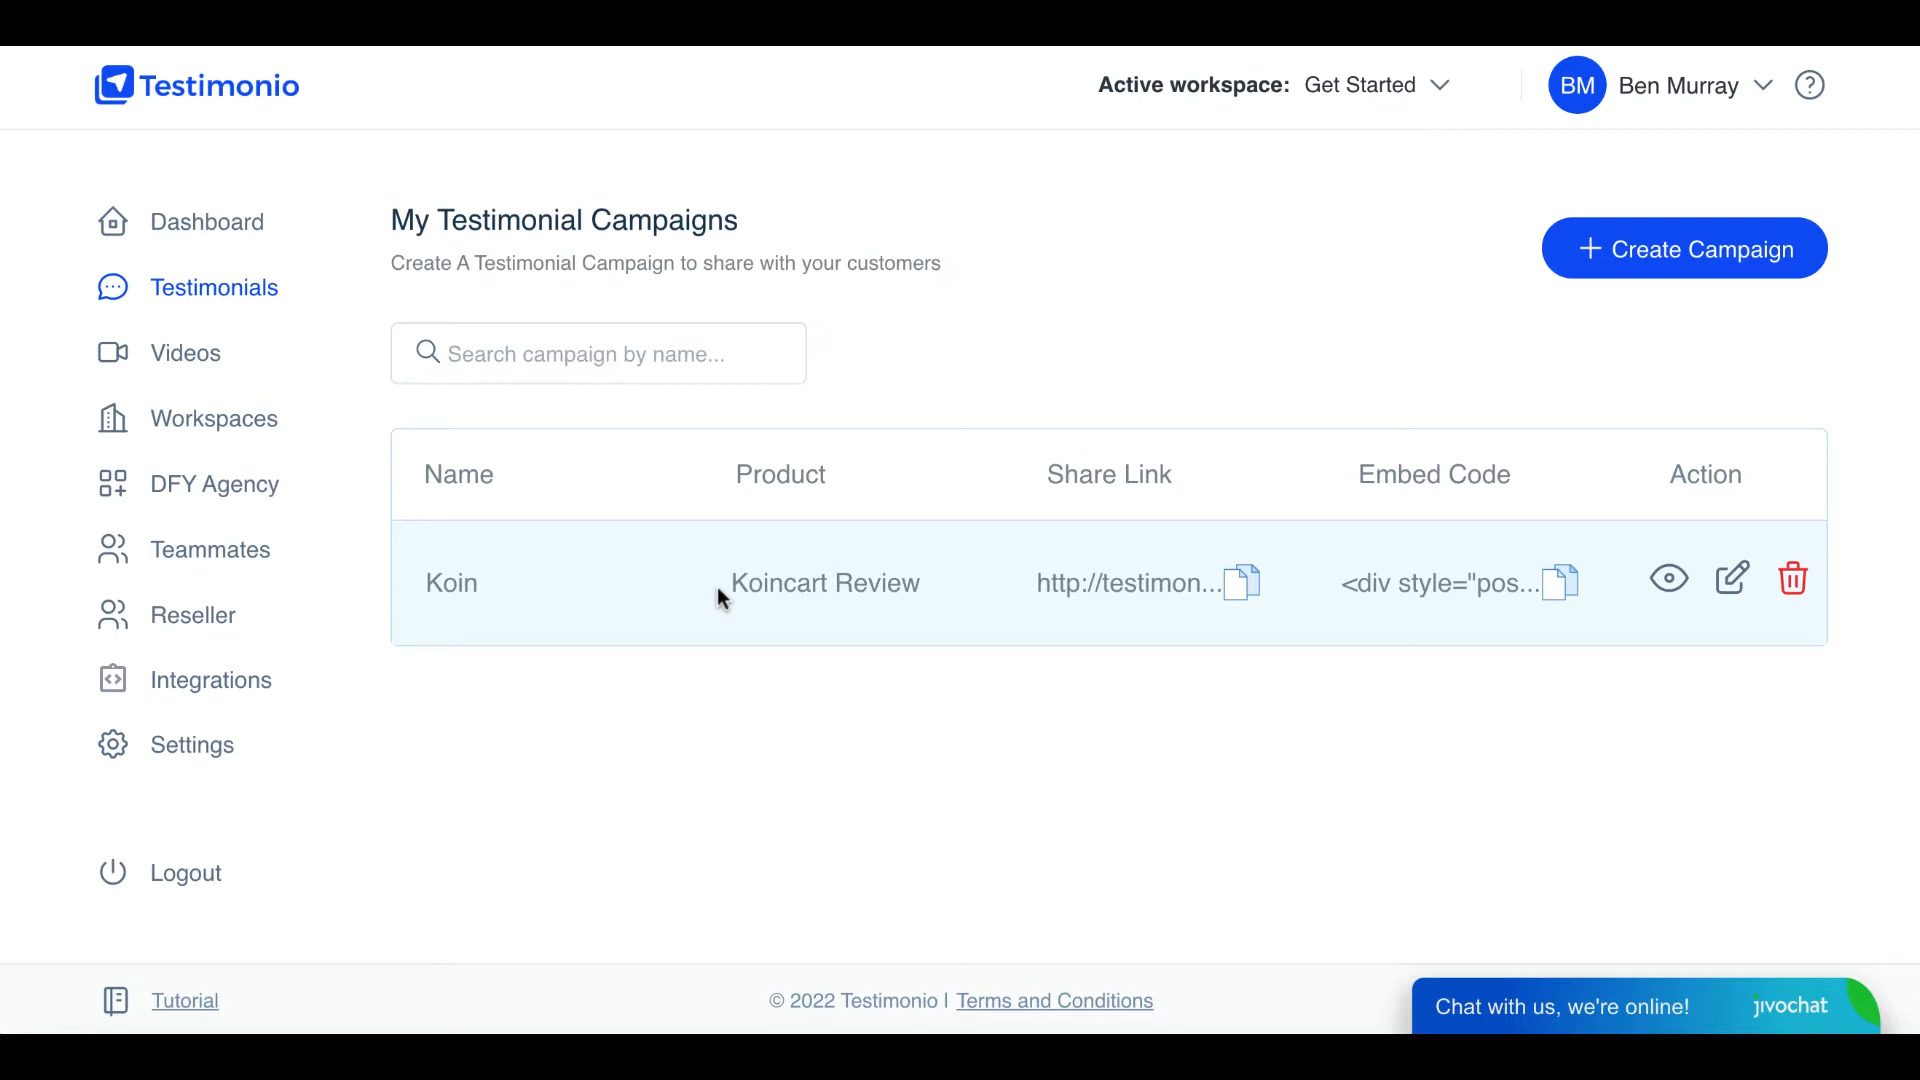 Testimonio
Active workspace: Get Started
BM Ben Murray
Dashboard
Testimonials
Videos
Workspaces
DFY Agency
Teammates
Reseller
Integrations
Settings
Logout
My Testimonial Campaigns
Create A Testimonial Campaign to share with your customers
+ Create Campaign
Search campaign by name...
Name Product Share Link Embed Code Action
Koin Koincart Review http://testimon... <div style="pos...
Tutorial
© 2022 Testimonio | Terms and Conditions
Chat with us, we're online! jivochat